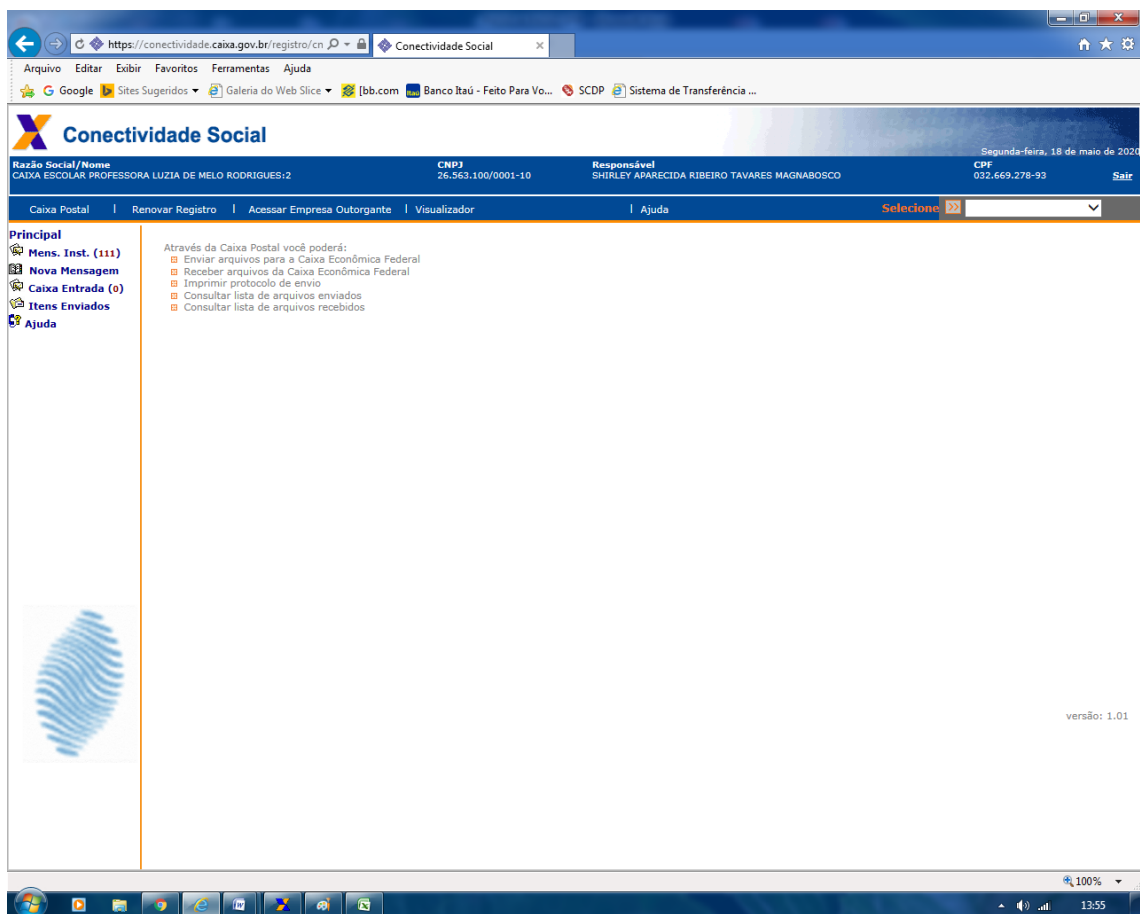 https://conectividade.caixa.gov.br/registro/cn
Conectividade Social
Arquivo Editar Exibir Favoritos Ferramentas Ajuda
Google Sites Sugeridos Galeria do Web Slice [bb.com Banco Itaú - Feito Para Vo... SCDP Sistema de Transferência ...
Conectividade Social
Segunda-feira, 18 de maio de 2020
Razão Social/Nome CNPJ Responsável CPF
CAIXA ESCOLAR PROFESSORA LUZIA DE MELO RODRIGUES:2 26.563.100/0001-10 SHIRLEY APARECIDA RIBEIRO TAVARES MAGNABOSCO 032.669.278-93 Sair
Caixa Postal | Renovar Registro | Acessar Empresa Outorgante | Visualizador | Ajuda Selecione
Principal
Mens. Inst. (111)
Nova Mensagem
Caixa Entrada (0)
Itens Enviados
Ajuda
Através da Caixa Postal você poderá:
Enviar arquivos para a Caixa Econômica Federal
Receber arquivos da Caixa Econômica Federal
Imprimir protocolo de envio
Consultar lista de arquivos enviados
Consultar lista de arquivos recebidos
versão: 1.01
100%
13:55